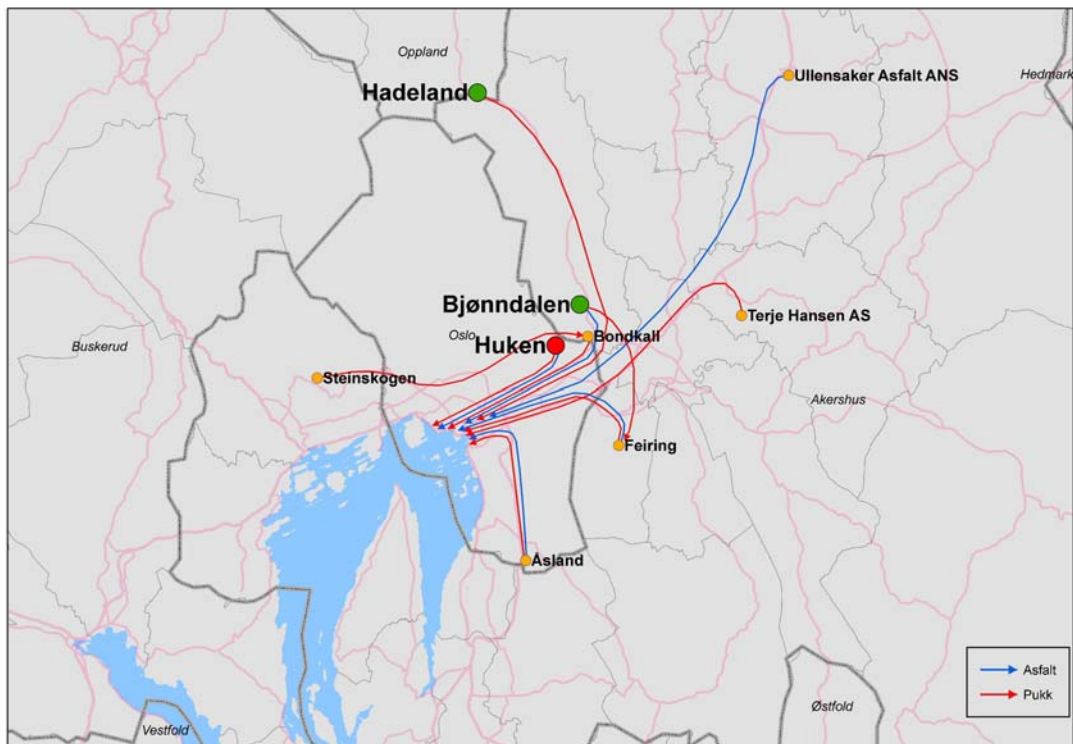 Oppland
Ullensaker Asfalt ANS
Hedmark
Hadeland
Bjønndalen
Oslo
Bondkall
Terje Hansen AS
Huken
Buskerud
Steinskogen
Akershus
Feiring
Åsland
Asfalt
Pukk
Østfold
Vestfold